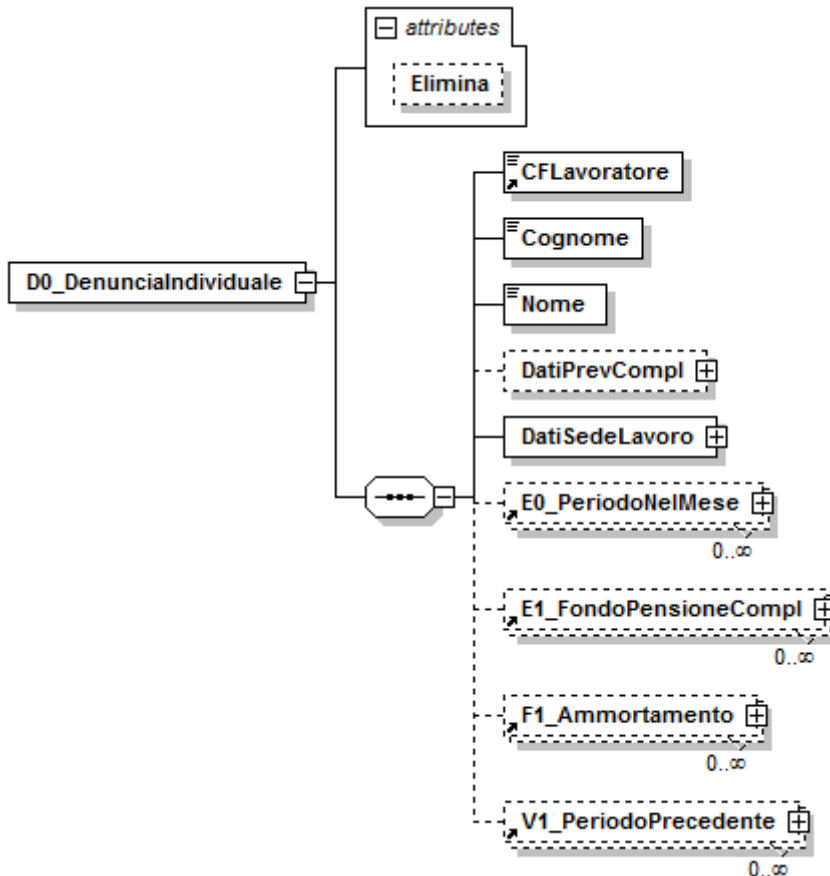 attributes
Elimina
CFLavoratore
Cognome
D0_DenunciaIndividuale
Nome
DatiPrevCompl
DatiSedeLavoro
E0_PeriodoNelMese
0..∞
E1_FondoPensioneCompl
0..∞
F1_Ammortamento
0..∞
V1_PeriodoPrecedente
0..∞